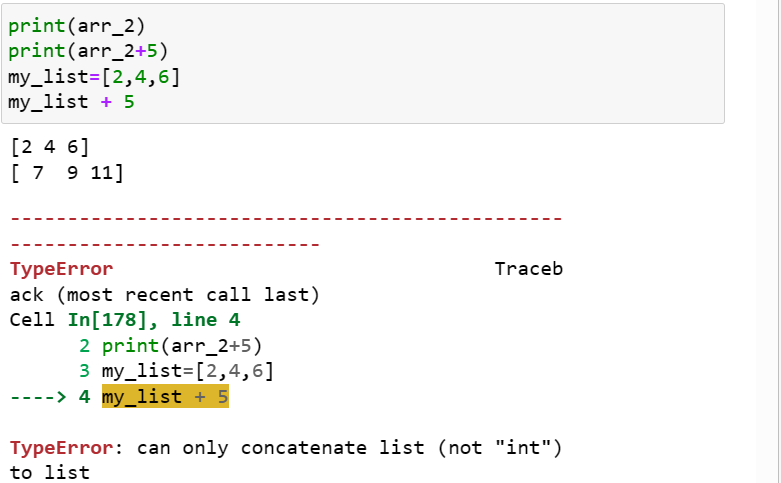 print(arr_2)
print(arr_2+5)
my_list=[2,4,6]
my_list + 5
[2 4 6]
[ 7  9 11]
------------------------------------------------
---------------------------
TypeError                                 Traceb
ack (most recent call last)
Cell In[178], line 4
      2 print(arr_2+5)
      3 my_list=[2,4,6]
----> 4 my_list + 5
TypeError: can only concatenate list (not "int")
to list